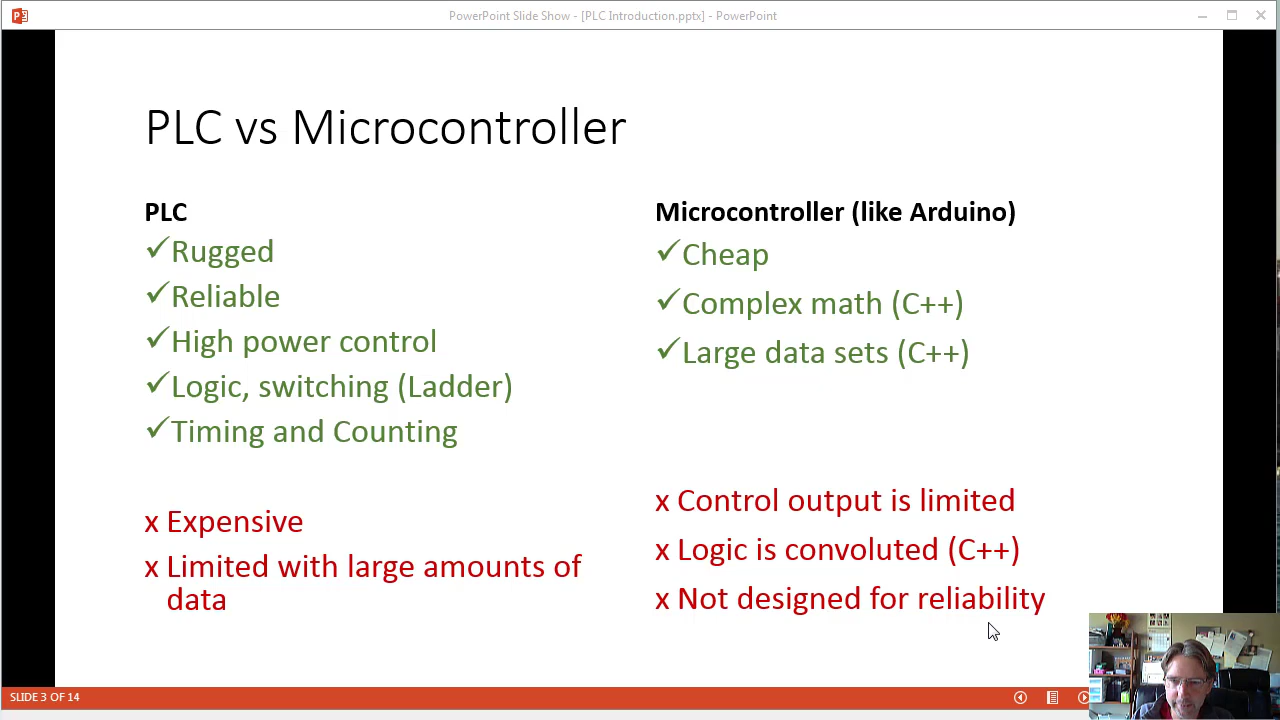 PowerPoint Slide Show - [PLC Introduction.pptx] - PowerPoint
PLC vs Microcontroller
PLC
✓Rugged
✓Reliable
✓High power control
✓Logic, switching (Ladder)
✓Timing and Counting
x Expensive
x Limited with large amounts of
data
Microcontroller (like Arduino)
✓Cheap
✓Complex math (C++)
✓Large data sets (C++)
x Control output is limited
x Logic is convoluted (C++)
x Not designed for reliability
SLIDE 3 OF 14